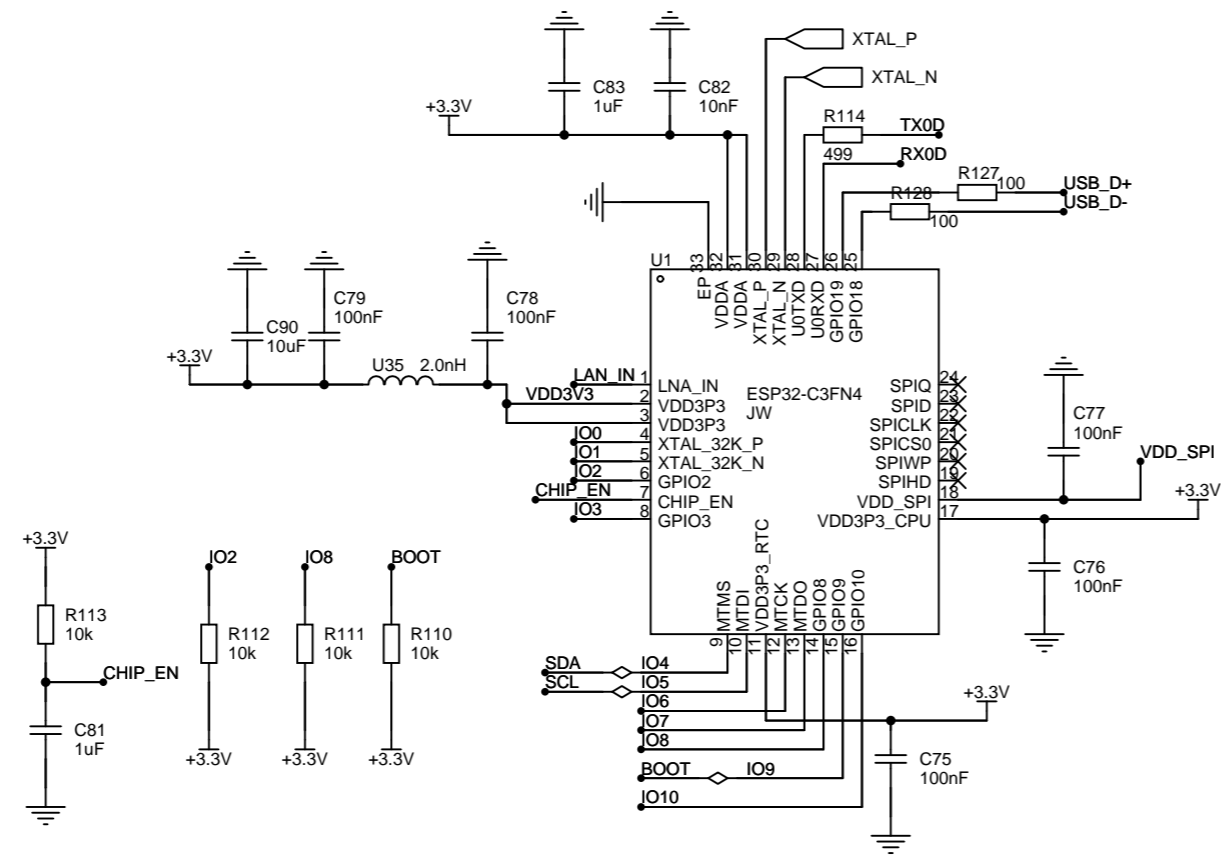 XTAL_P
XTAL_N
C83
1uF
C82
10nF
+3.3V
R114
499
TX0D
RX0D
R127
100
USB_D+
R128
100
USB_D-
U1
33
32
31
30
29
28
27
26
25
EP
VDDA
VDDA
XTAL_P
XTAL_N
U0TXD
U0RXD
GPIO19
GPIO18
C90
10uF
C79
100nF
C78
100nF
+3.3V
U35
2.0nH
LAN_IN 1 LNA_IN
VDD3V3 2 VDD3P3
3 VDD3P3
IO0 4 XTAL_32K_P
IO1 5 XTAL_32K_N
IO2 6 GPIO2
CHIP_EN 7 CHIP_EN
IO3 8 GPIO3
ESP32-C3FN4
JW
SPIQ 24
SPID 23
SPICLK 22
SPICS0 21
SPIWP 20
SPIHD 19
VDD_SPI 18
VDD3P3_CPU 17
C77
100nF
VDD_SPI
+3.3V
C76
100nF
MTMS
MTDI
VDD3P3_RTC
MTCK
MTDO
GPIO8
GPIO9
GPIO10
9
10
11
12
13
14
15
16
SDA IO4
SCL IO5
IO6
IO7
IO8
BOOT IO9
IO10
+3.3V
C75
100nF
+3.3V
R113
10k
CHIP_EN
C81
1uF
IO2
R112
10k
+3.3V
IO8
R111
10k
+3.3V
BOOT
R110
10k
+3.3V